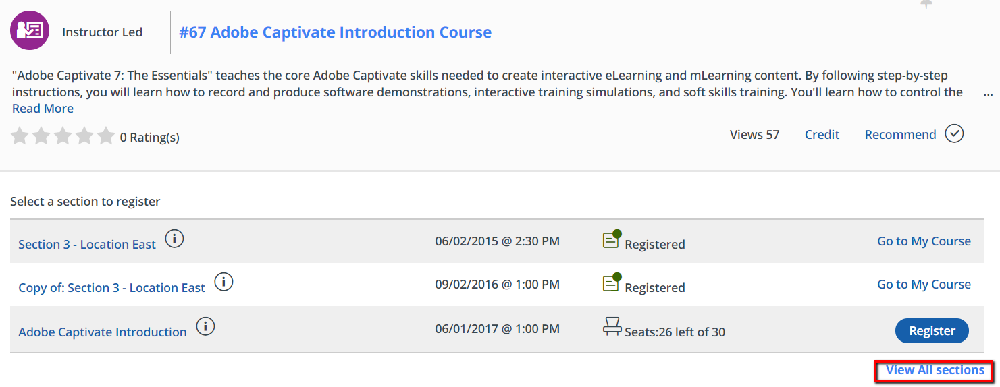 Instructor Led
#67 Adobe Captivate Introduction Course
"Adobe Captivate 7: The Essentials" teaches the core Adobe Captivate skills needed to create interactive eLearning and mLearning content. By following step-by-step
instructions, you will learn how to record and produce software demonstrations, interactive training simulations, and soft skills training. You'll learn how to control the ...
Read More
0 Rating(s)
Views 57 Credit Recommend
Select a section to register
Section 3 - Location East 06/02/2015 @ 2:30 PM Registered Go to My Course
Copy of: Section 3 - Location East 09/02/2016 @ 1:00 PM Registered Go to My Course
Adobe Captivate Introduction 06/01/2017 @ 1:00 PM Seats:26 left of 30 Register
View All sections